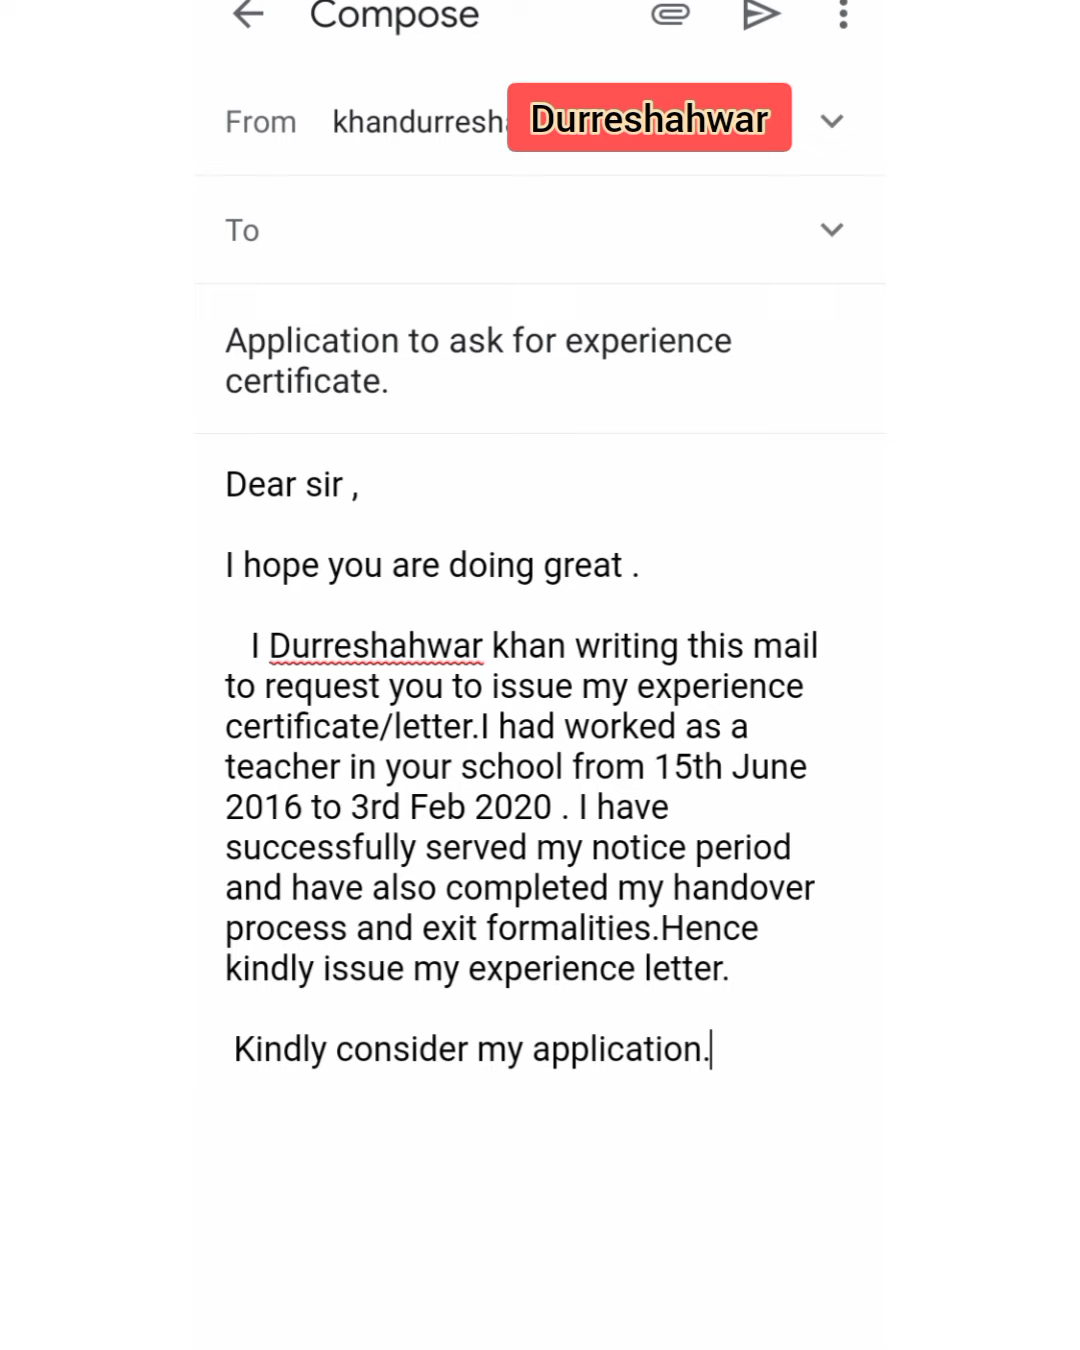 Compose
From khandurresh Durreshahwar
To
Application to ask for experience
certificate.
Dear sir ,
I hope you are doing great .
I Durreshahwar khan writing this mail
to request you to issue my experience
certificate/letter.I had worked as a
teacher in your school from 15th June
2016 to 3rd Feb 2020 . I have
successfully served my notice period
and have also completed my handover
process and exit formalities.Hence
kindly issue my experience letter.
Kindly consider my application.